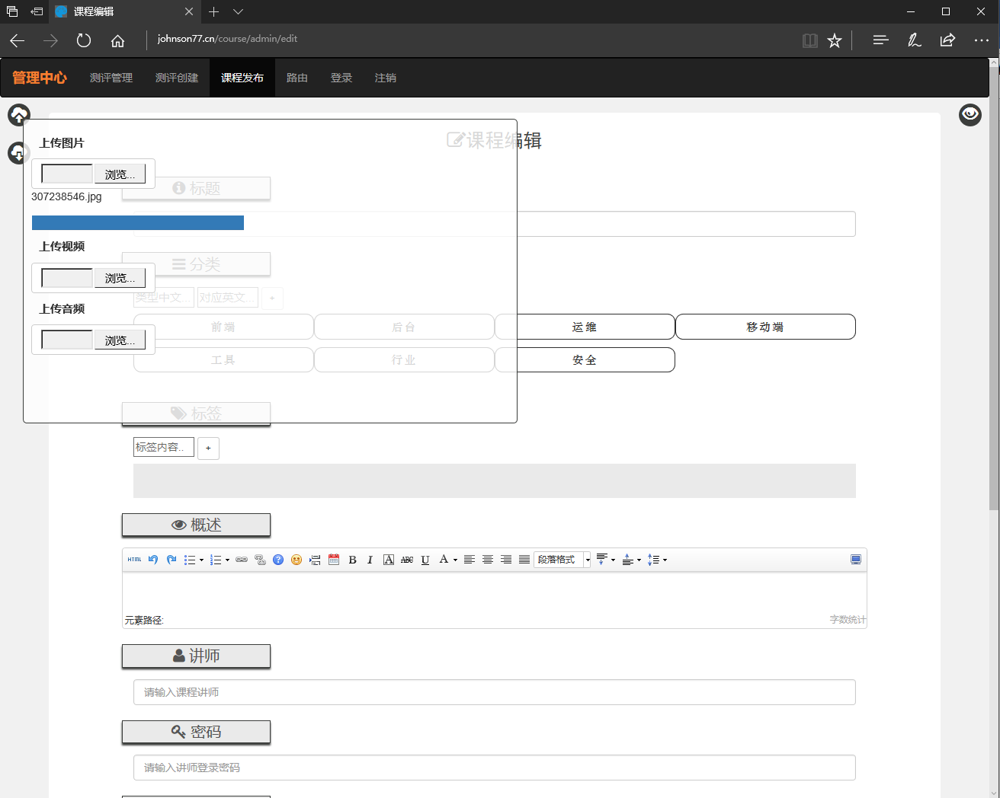 课程编辑
johnson77.cn/course/admin/edit
管理中心 测评管理 测评创建 课程发布 路由 登录 注销
课程编辑
上传图片
浏览...
标题
307238546.jpg
上传视频
分类
浏览...
类型中文... 对应英文... +
上传音频
前端 后台 运维 移动端
浏览...
工具 行业 安全
标签
标签内容.. +
概述
HTML B I A ABC U A 段落格式
元素路径: 字数统计
讲师
请输入课程讲师
密码
请输入讲师登录密码